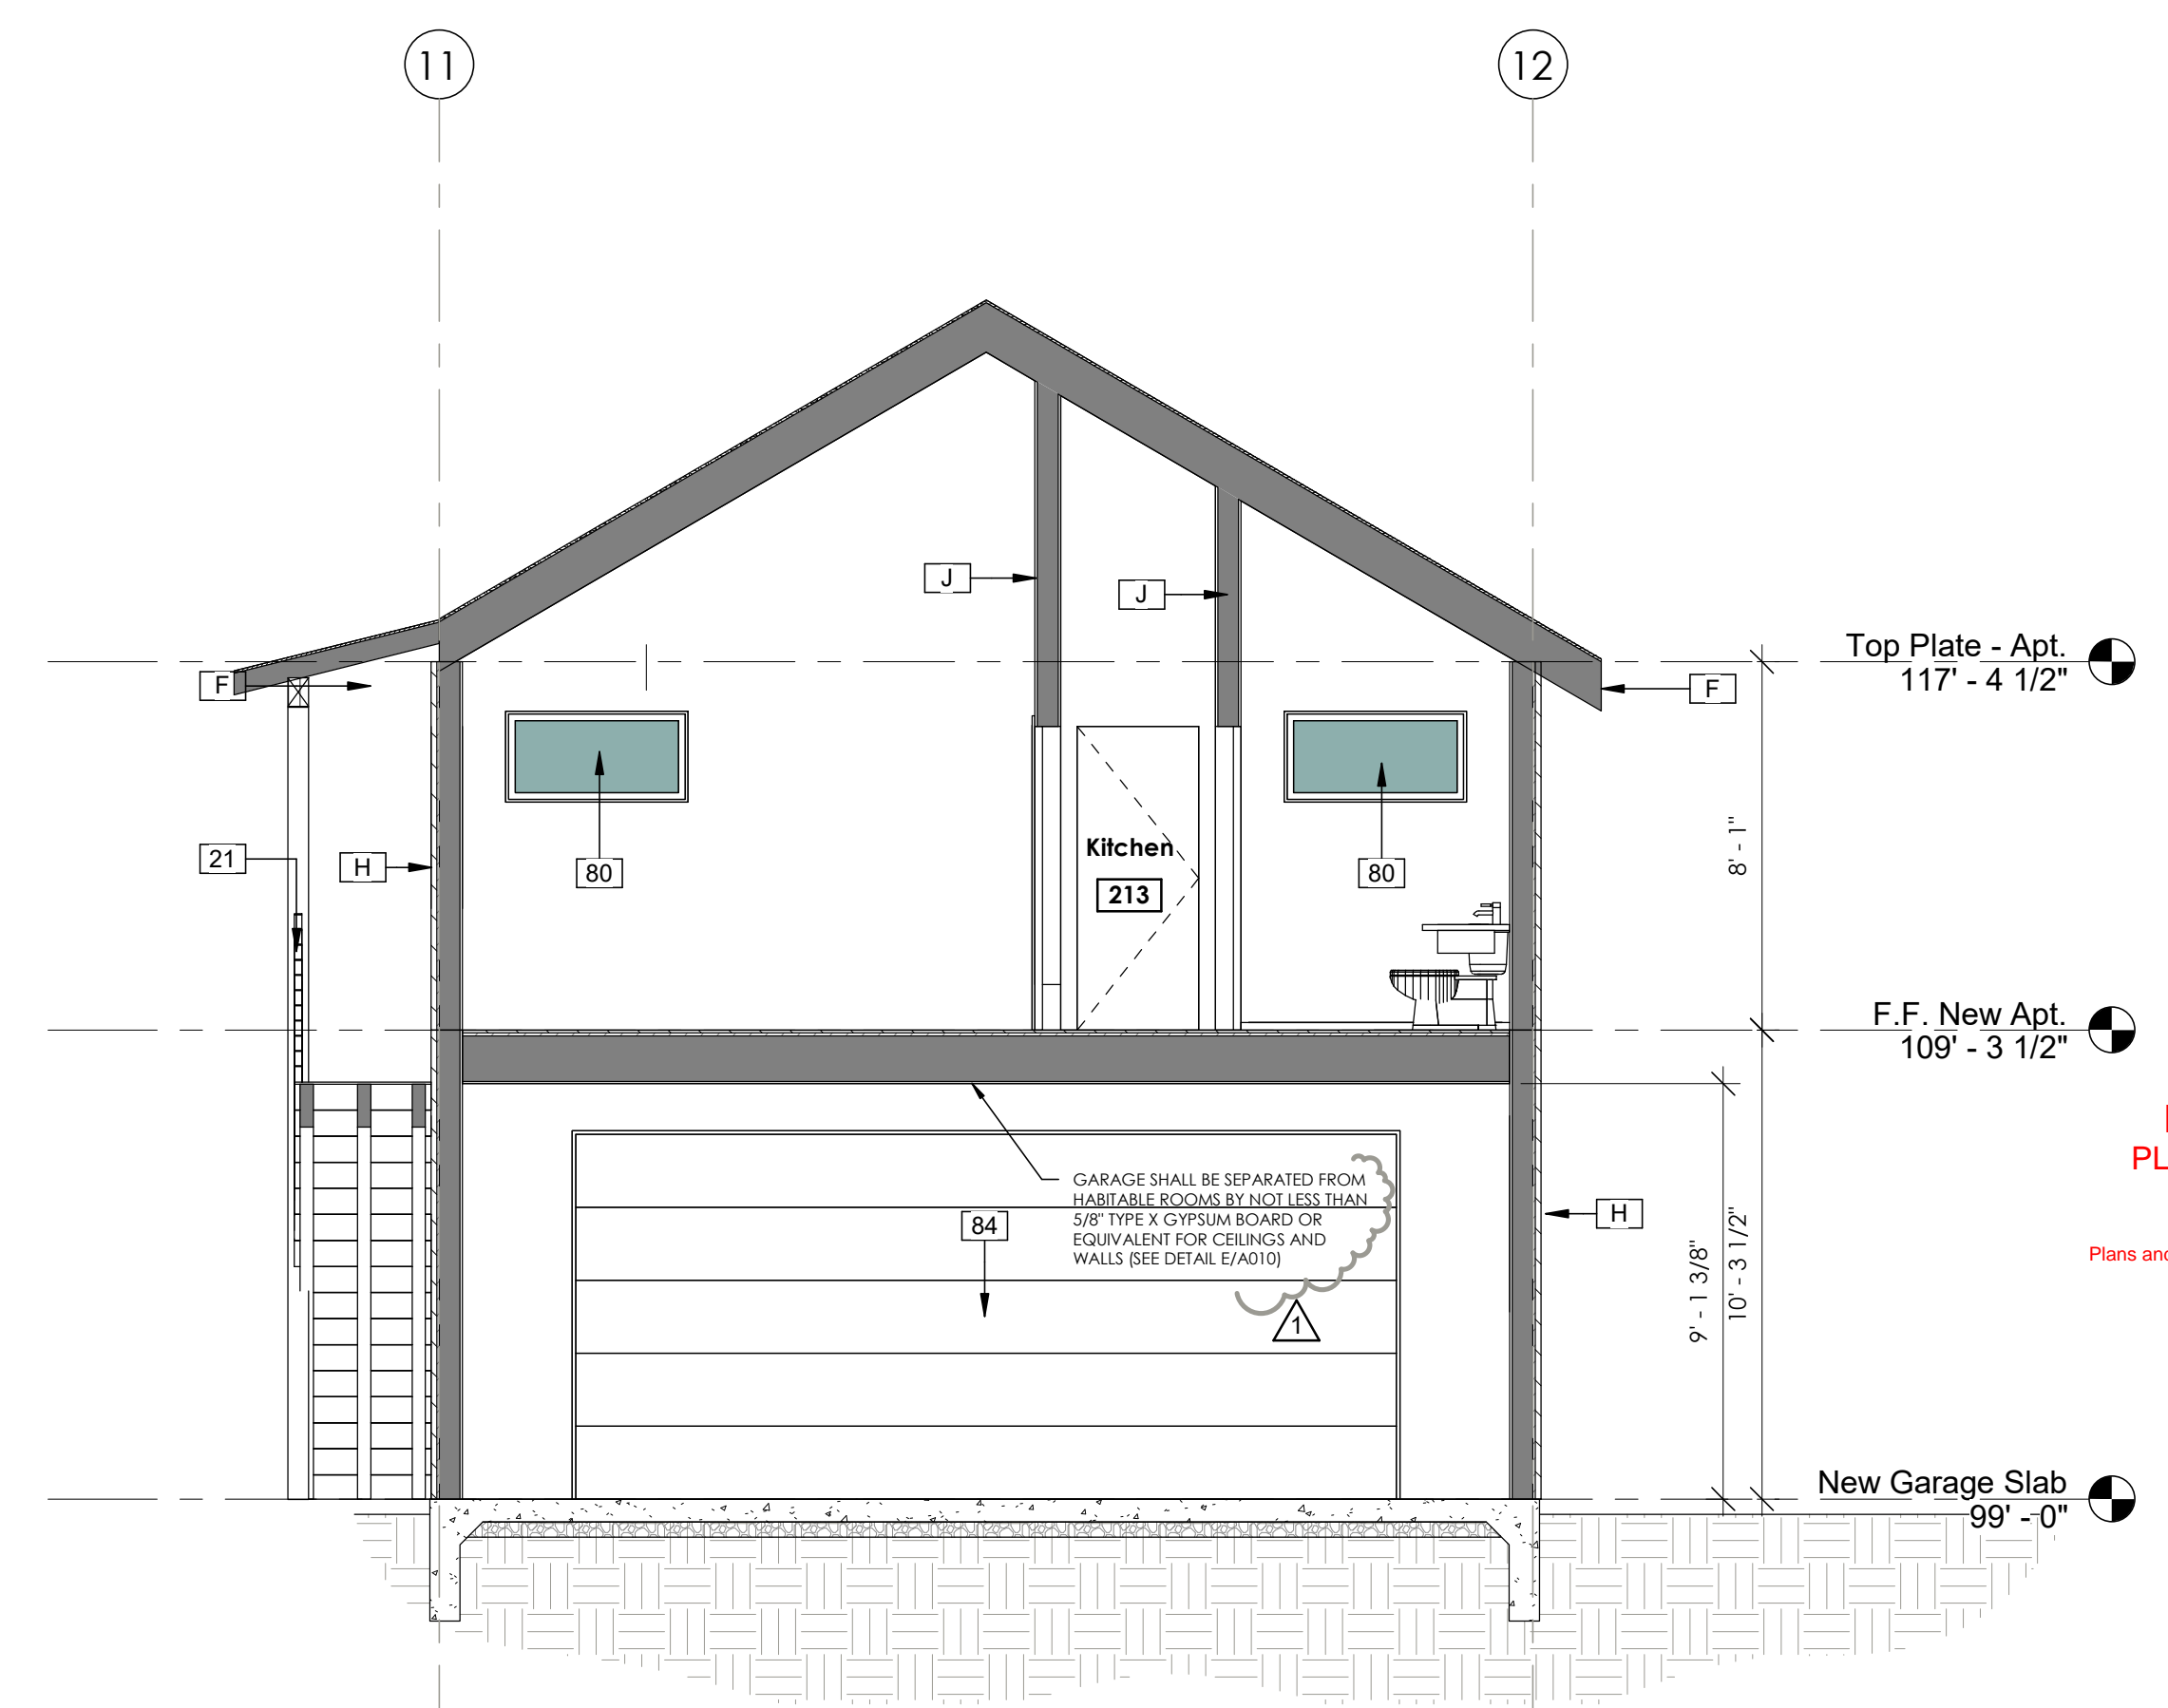 11
12
Top Plate - Apt.
117' - 4 1/2"
F
F
J
J
21
H
80
80
Kitchen
213
8' - 1"
F.F. New Apt.
109' - 3 1/2"
PL
GARAGE SHALL BE SEPARATED FROM
HABITABLE ROOMS BY NOT LESS THAN
5/8" TYPE X GYPSUM BOARD OR
EQUIVALENT FOR CEILINGS AND
WALLS (SEE DETAIL E/A010)
84
1
H
9' - 1 3/8"
10' - 3 1/2"
Plans and
New Garage Slab
99' - 0"